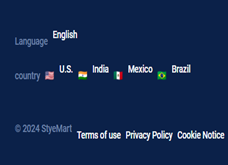 Language English
country U.S. India Mexico Brazil
© 2024 StyeMart Terms of use Privacy Policy Cookie Notice